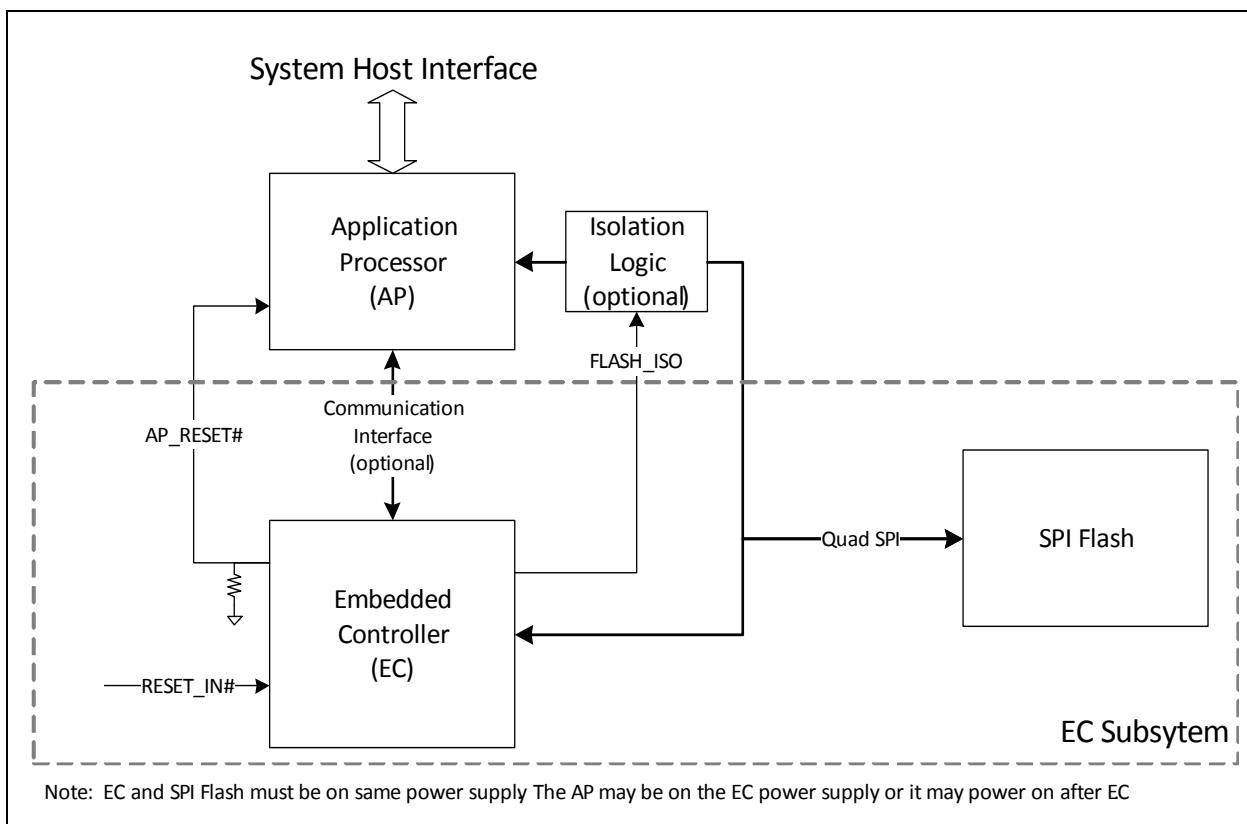 System Host Interface
Application
Processor
(AP)
Isolation
Logic
(optional)
FLASH_ISO
AP_RESET#
Communication
Interface
(optional)
Quad SPI
SPI Flash
Embedded
Controller
(EC)
RESET_IN#
EC Subsytem
Note: EC and SPI Flash must be on same power supply The AP may be on the EC power supply or it may power on after EC